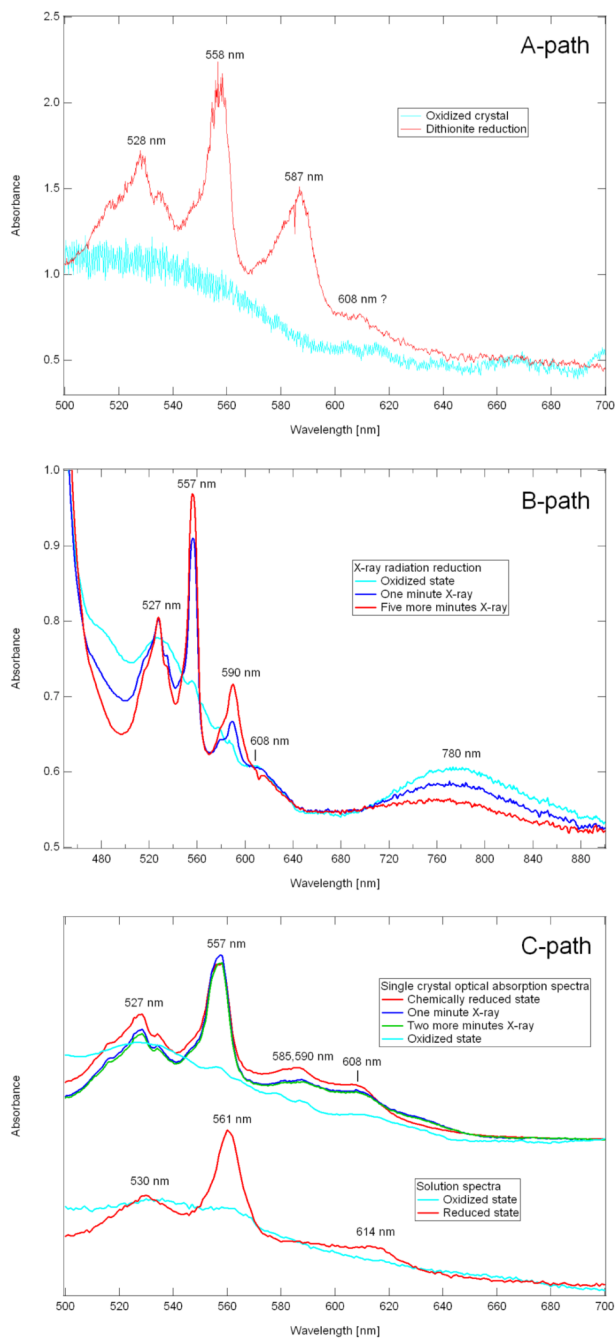 A-path
558 nm
2.5
Oxidized crystal
Dithionite reduction
528 nm
2.0
587 nm
Absorbance
1.5
608 nm ?
1.0
0.5
500 520 540 560 580 600 620 640 660 680 700
Wavelength [nm]
1.0
557 nm
B-path
X-ray radiation reduction
Oxidized state
One minute X-ray
Five more minutes X-ray
0.9
527 nm
0.8
Absorbance
590 nm
0.7
608 nm
780 nm
0.6
0.5
480 520 560 600 640 680 720 760 800 840 880
Wavelength [nm]
557 nm
C-path
Single crystal optical absorption spectra
Chemically reduced state
One minute X-ray
Two more minutes X-ray
Oxidized state
527 nm
585,590 nm
608 nm
Absorbance
561 nm
530 nm
Solution spectra
Oxidized state
Reduced state
614 nm
500 520 540 560 580 600 620 640 660 680 700
Wavelength [nm]